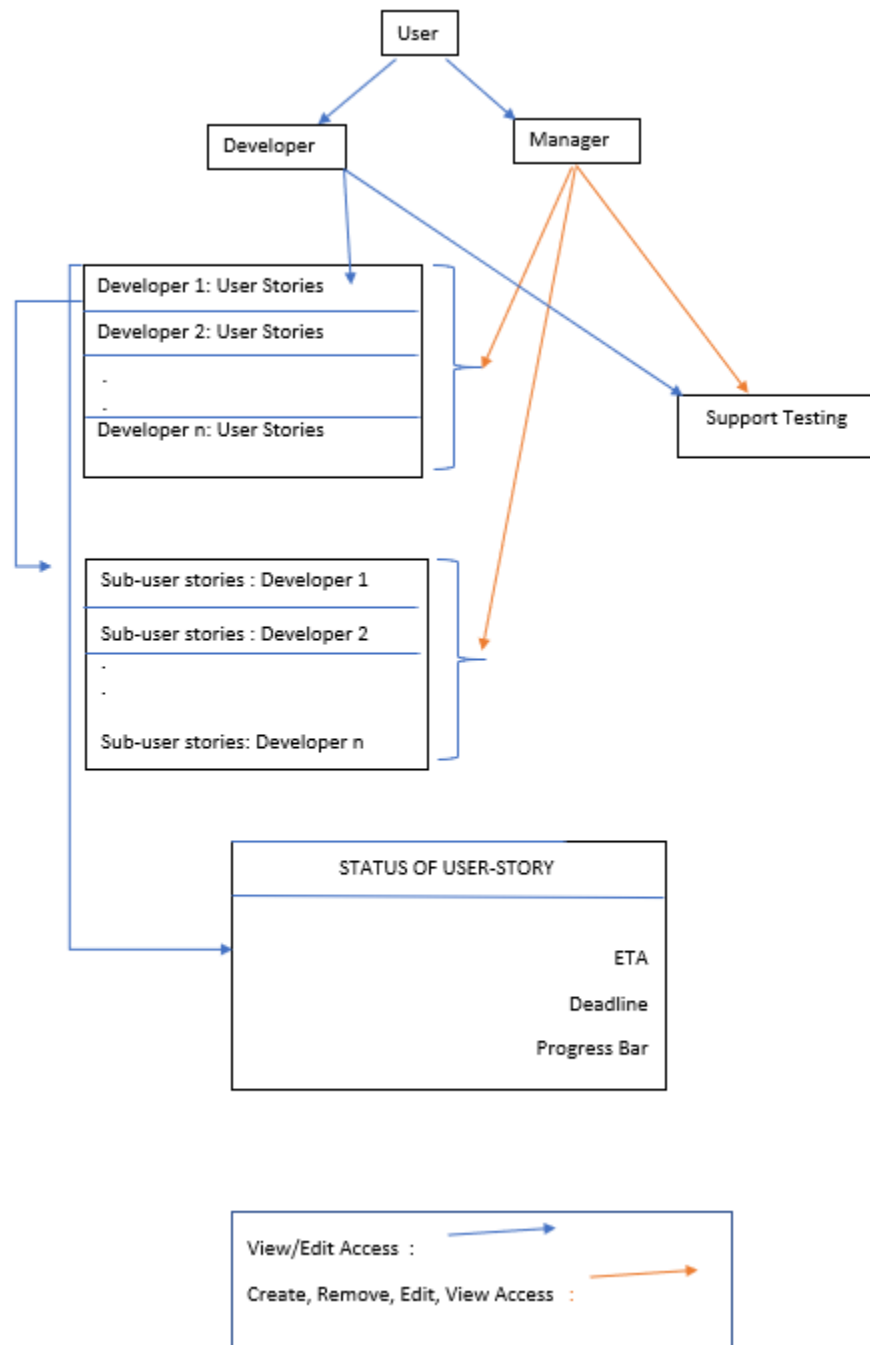 User
Developer
Manager
Developer 1: User Stories
Developer 2: User Stories
.
.
Developer n: User Stories
Support Testing
Sub-user stories : Developer 1
Sub-user stories : Developer 2
.
.
Sub-user stories: Developer n
STATUS OF USER-STORY
ETA
Deadline
Progress Bar
View/Edit Access :
Create, Remove, Edit, View Access :